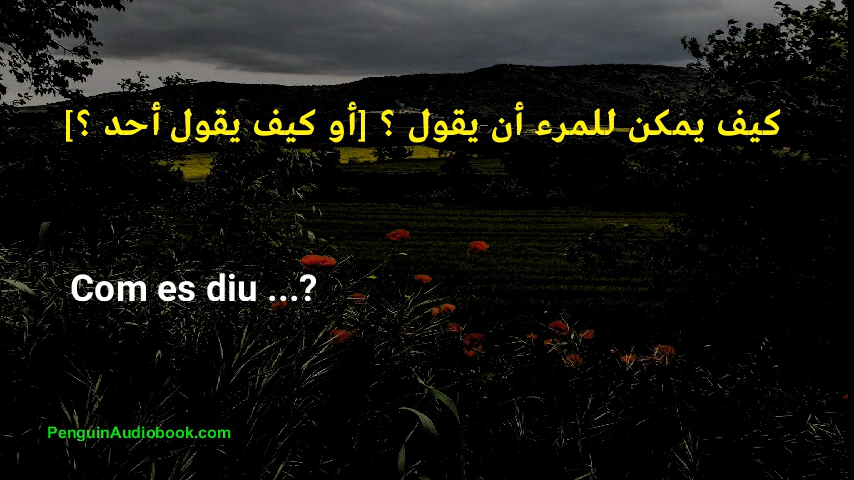 كيف يمكن للمرء أن يقول ؟ [أو كيف يقول أحد ؟]
Com es diu ...?
PenguinAudiobook.com